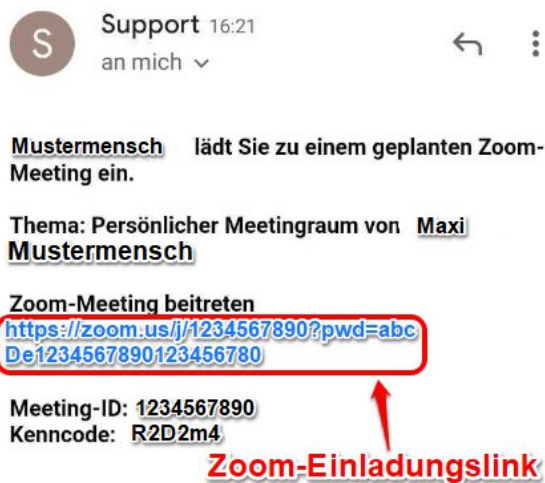 S
Support 16:21
an mich
Mustermensch lädt Sie zu einem geplanten Zoom-
Meeting ein.
Thema: Persönlicher Meetingraum von Maxi
Mustermensch
Zoom-Meeting beitreten
https://zoom.us/j/1234567890?pwd=abc
De1234567890123456780
Meeting-ID: 1234567890
Kenncode: R2D2m4
Zoom-Einladungslink